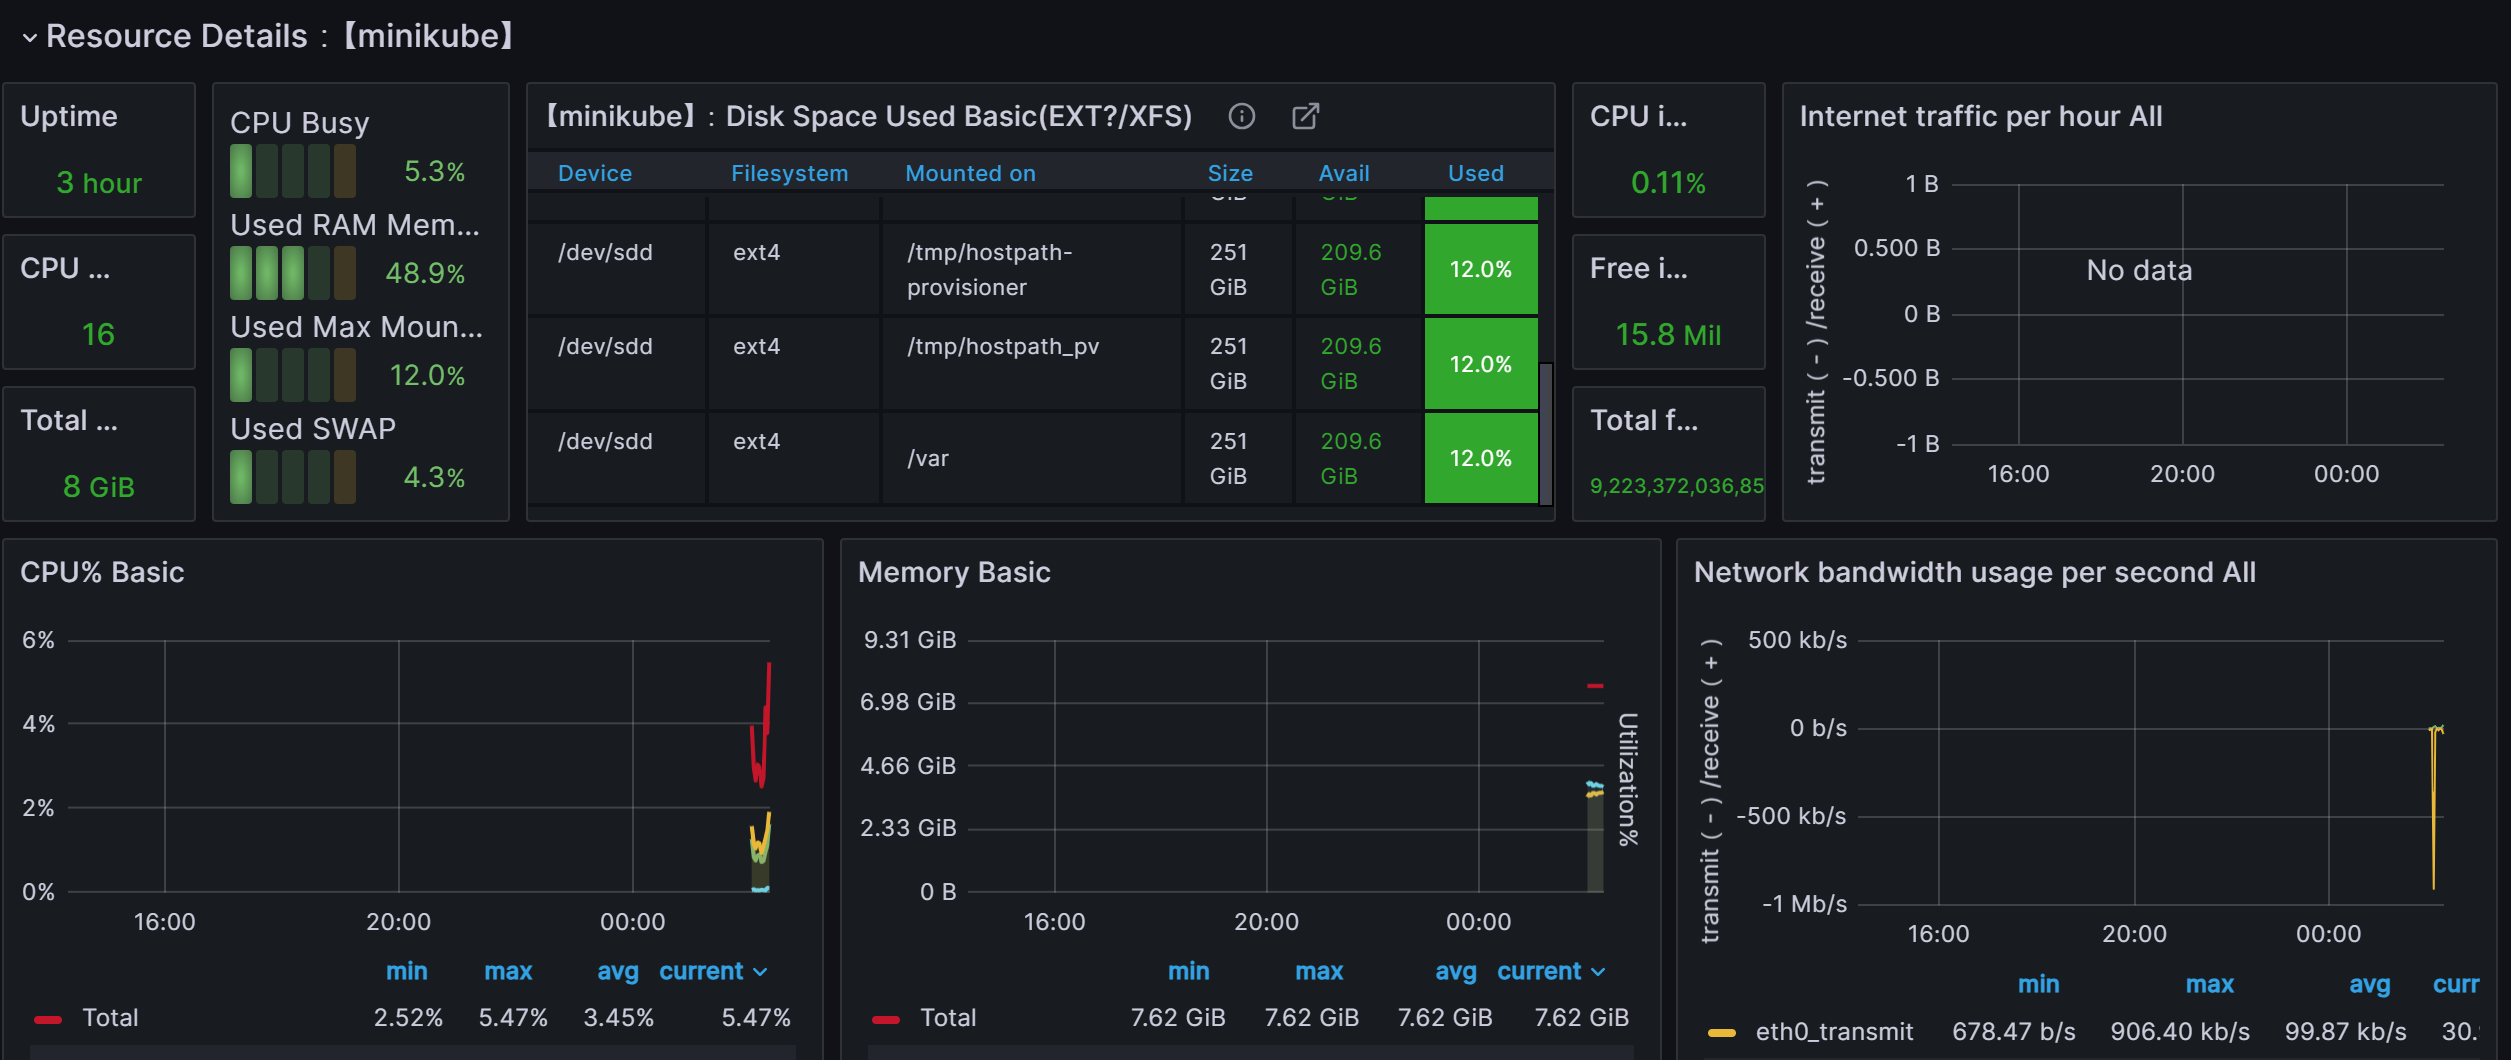 Resource Details :【minikube】
Uptime
3 hour
CPU ...
16
Total ...
8 GiB
CPU Busy
5.3%
Used RAM Mem...
48.9%
Used Max Moun...
12.0%
Used SWAP
4.3%
【minikube】: Disk Space Used Basic(EXT?/XFS)
Device Filesystem Mounted on Size Avail Used
GiB GiB
/dev/sdd ext4 /tmp/hostpath- 251 209.6 12.0%
provisioner GiB GiB
/dev/sdd ext4 /tmp/hostpath_pv 251 209.6 12.0%
GiB GiB
/dev/sdd ext4 /var 251 209.6 12.0%
GiB GiB
CPU i...
0.11%
Free i...
15.8 Mil
Total f...
9,223,372,036,85
Internet traffic per hour All
transmit ( - ) /receive ( + )
1 B
0.500 B
0 B
-0.500 B
-1 B
No data
16:00 20:00 00:00
CPU% Basic
6%
4%
2%
0%
16:00 20:00 00:00
min max avg current
Total 2.52% 5.47% 3.45% 5.47%
Memory Basic
9.31 GiB
6.98 GiB
4.66 GiB
2.33 GiB
0 B
Utilization%
16:00 20:00 00:00
min max avg current
Total 7.62 GiB 7.62 GiB 7.62 GiB 7.62 GiB
Network bandwidth usage per second All
transmit ( - ) /receive ( + )
500 kb/s
0 b/s
-500 kb/s
-1 Mb/s
16:00 20:00 00:00
min max avg curr
eth0_transmit 678.47 b/s 906.40 kb/s 99.87 kb/s 30.